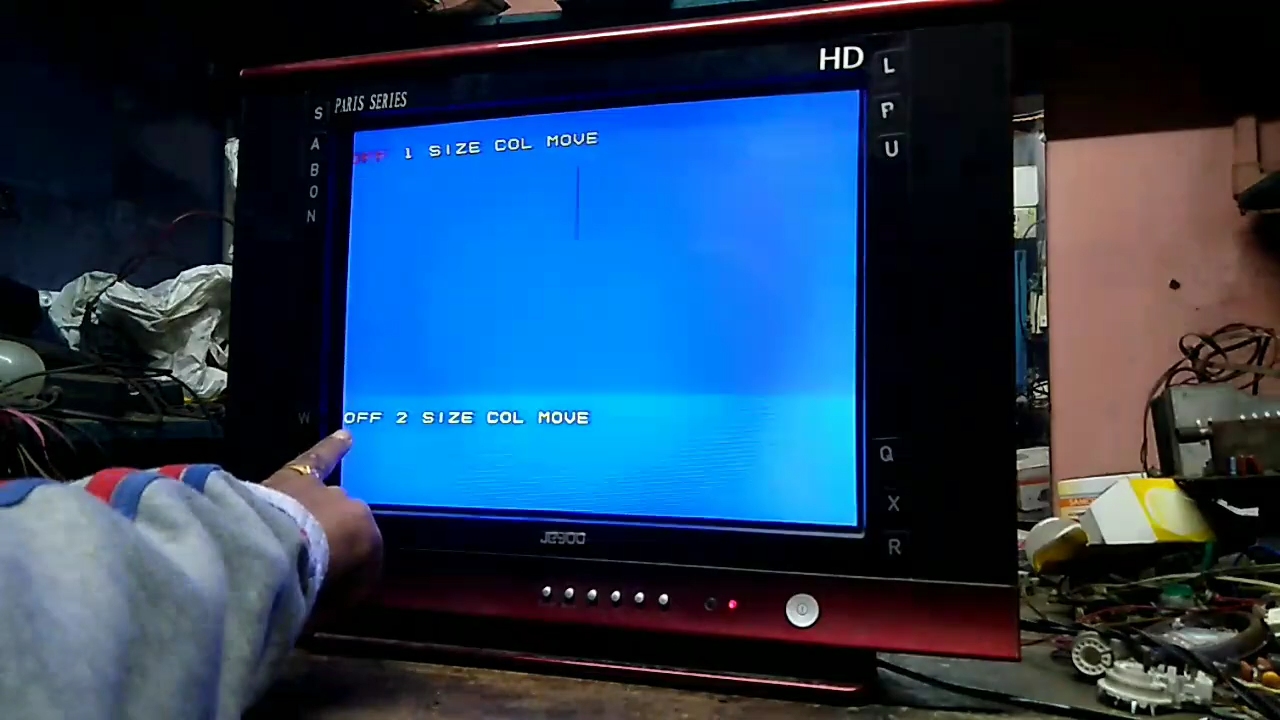 HD
PARIS SERIES
S
A
B
O
N
L
P
U
OFF 1 SIZE COL MOVE
OFF 2 SIZE COL MOVE
W
Q
X
R